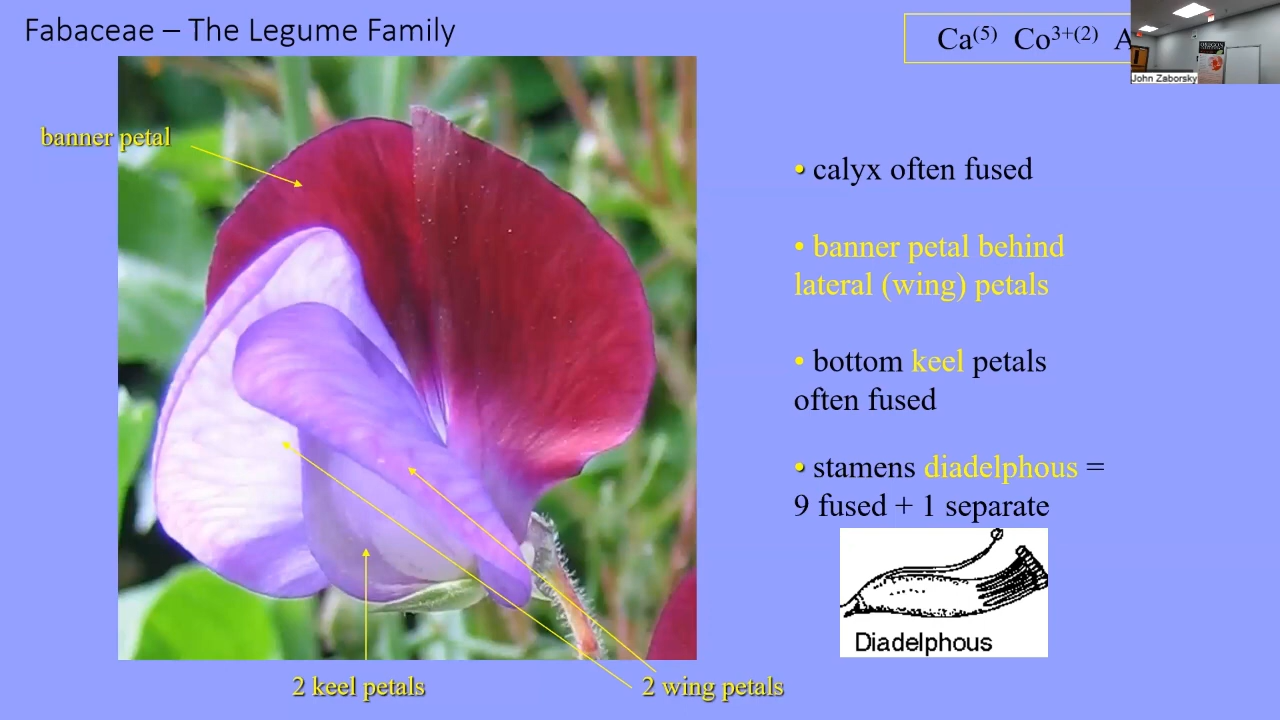 Fabaceae – The Legume Family
Ca(5) Co3+(2) A
John Zaborsky
OREGON
banner petal
• calyx often fused
• banner petal behind
lateral (wing) petals
• bottom keel petals
often fused
• stamens diadelphous =
9 fused + 1 separate
Diadelphous
2 keel petals
2 wing petals